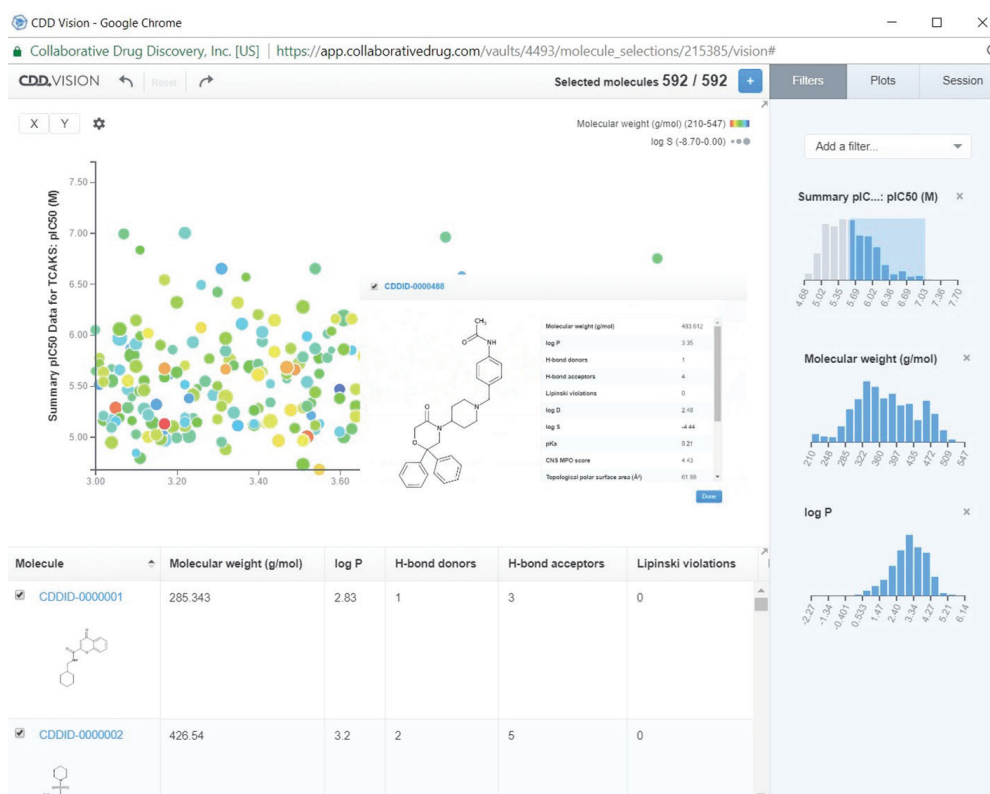 CDD Vision - Google Chrome
Collaborative Drug Discovery, Inc. [US] | https://app.collaborativedrug.com/vaults/4493/molecule_selections/215385/vision#
CDD.VISION Reset Selected molecules 592 / 592 + Filters Plots Session
X Y
Molecular weight (g/mol) (210-547)
log S (-8.70-0.00)
Summary pIC50 Data for TCAKS: pIC50 (M)
7.50
7.00
6.50
6.00
5.50
5.00
3.00 3.20 3.40 3.60
CDDID-0000488
CH₃
O
NH
N
O
N
O
Molecular weight (g/mol) 483.612
log P 3.35
H-bond donors 1
H-bond acceptors 4
Lipinski violations 0
log D 2.49
log S -4.44
pKa 8.21
CNS MPO score 4.43
Topological polar surface area (Å²) 61.88
Done
Add a filter...
Summary pIC...: pIC50 (M) ×
4.68 5.02 5.35 5.69 6.02 6.36 6.69 7.03 7.36 7.70
Molecular weight (g/mol) ×
210 248 285 322 360 397 435 472 509 547
log P ×
-2.27 -1.34 -0.401 0.533 1.47 2.40 3.34 4.27 5.21 6.14
Molecule Molecular weight (g/mol) log P H-bond donors H-bond acceptors Lipinski violations
CDDID-0000001 285.343 2.83 1 3 0
CDDID-0000002 426.54 3.2 2 5 0